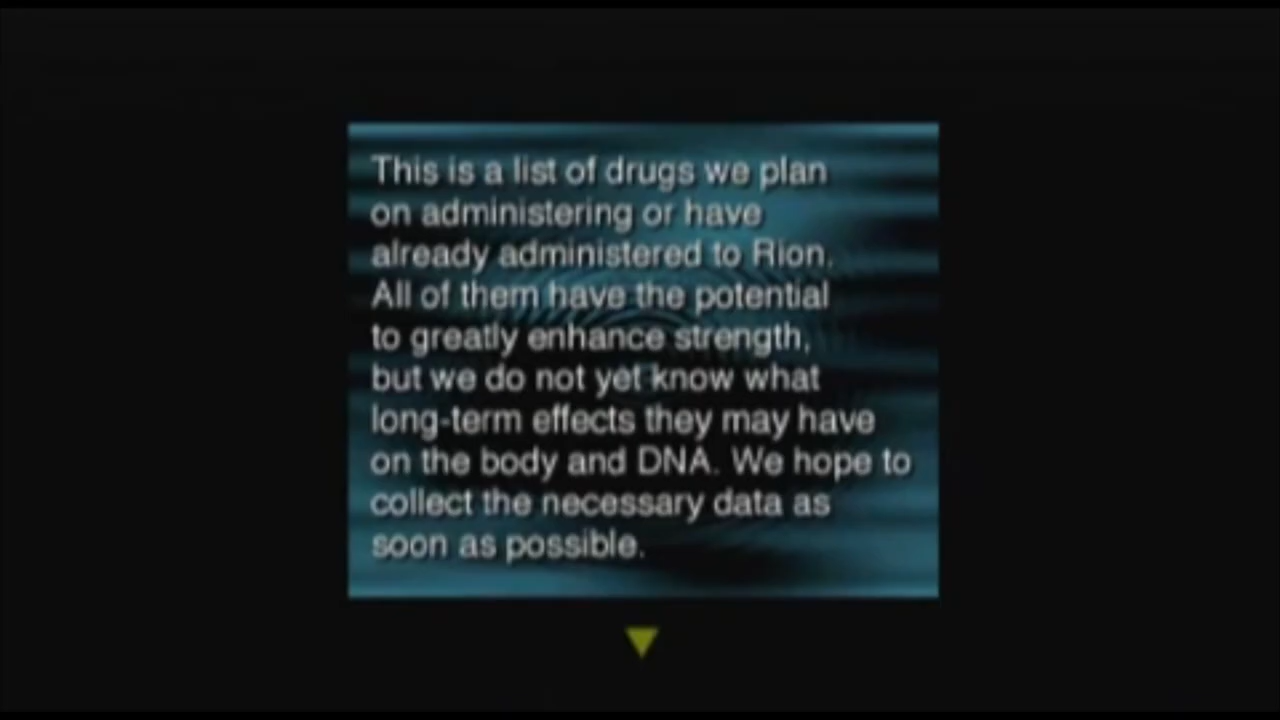 This is a list of drugs we plan
on administering or have
already administered to Rion.
All of them have the potential
to greatly enhance strength,
but we do not yet know what
long-term effects they may have
on the body and DNA. We hope to
collect the necessary data as
soon as possible.